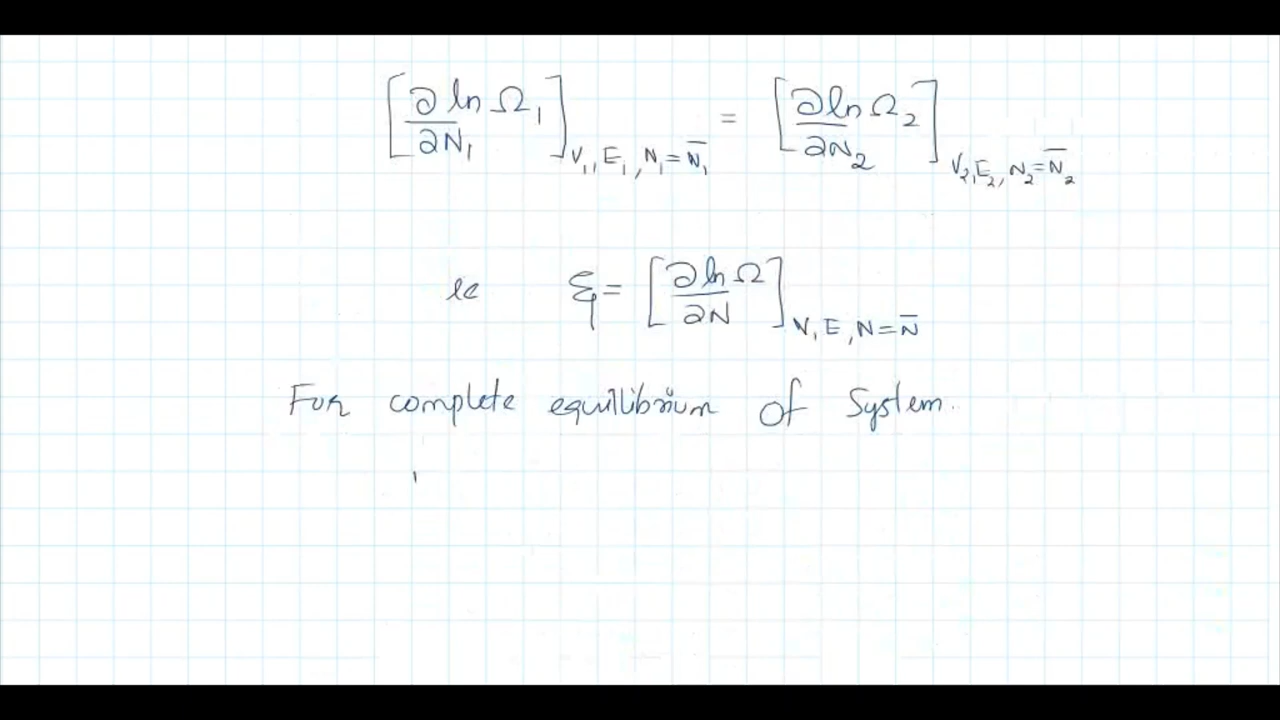 [∂ ln Ω₁ / ∂N₁]_{V₁, E₁, N₁=N̄₁} = [∂ ln Ω₂ / ∂N₂]_{V₂, E₂, N₂=N̄₂}
ie ξ = [∂ ln Ω / ∂N]_{V, E, N=N̄}
For complete equilibrium of System.